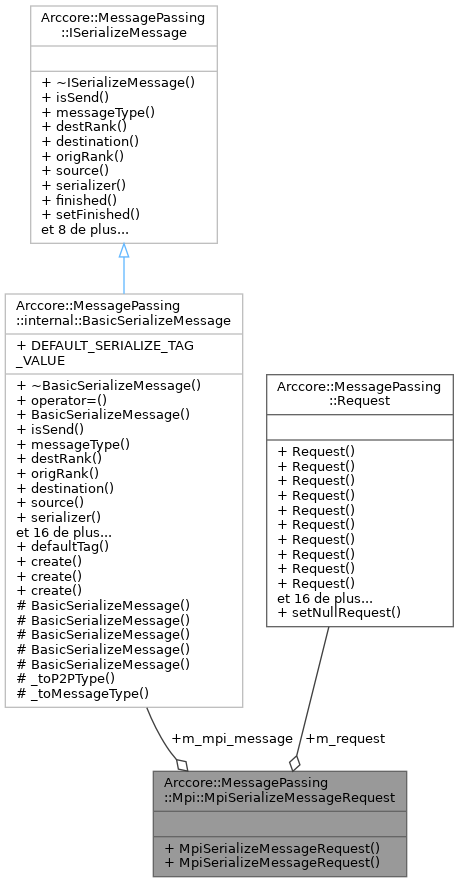 Arccore::MessagePassing
::ISerializeMessage
+ ~ISerializeMessage()
+ isSend()
+ messageType()
+ destRank()
+ destination()
+ origRank()
+ source()
+ serializer()
+ finished()
+ setFinished()
et 8 de plus...
Arccore::MessagePassing
::internal::BasicSerializeMessage
+ DEFAULT_SERIALIZE_TAG
_VALUE
+ ~BasicSerializeMessage()
+ operator=()
+ BasicSerializeMessage()
+ isSend()
+ messageType()
+ destRank()
+ origRank()
+ destination()
+ source()
+ serializer()
et 16 de plus...
+ defaultTag()
+ create()
+ create()
+ create()
# BasicSerializeMessage()
# BasicSerializeMessage()
# BasicSerializeMessage()
# BasicSerializeMessage()
# BasicSerializeMessage()
# _toP2PType()
# _toMessageType()
Arccore::MessagePassing
::Request
+ Request()
+ Request()
+ Request()
+ Request()
+ Request()
+ Request()
+ Request()
+ Request()
+ Request()
+ Request()
et 16 de plus...
+ setNullRequest()
+m_mpi_message
+m_request
Arccore::MessagePassing
::Mpi::MpiSerializeMessageRequest
+ MpiSerializeMessageRequest()
+ MpiSerializeMessageRequest()